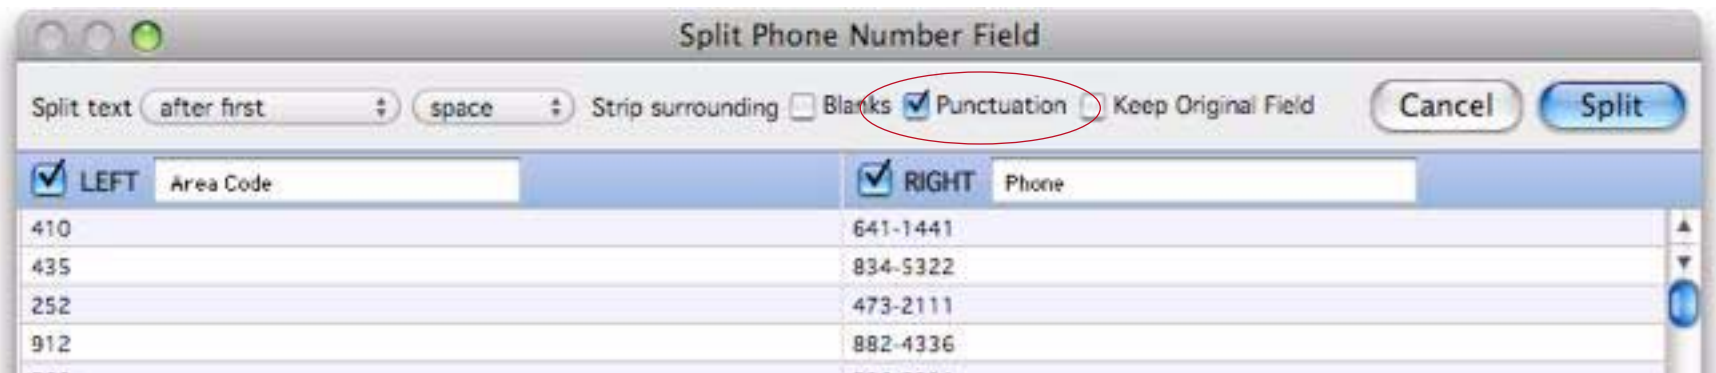 Split Phone Number Field
Split text after first space Strip surrounding Blanks Punctuation Keep Original Field Cancel Split
LEFT Area Code RIGHT Phone
410 641-1441
435 834-5322
252 473-2111
912 882-4336